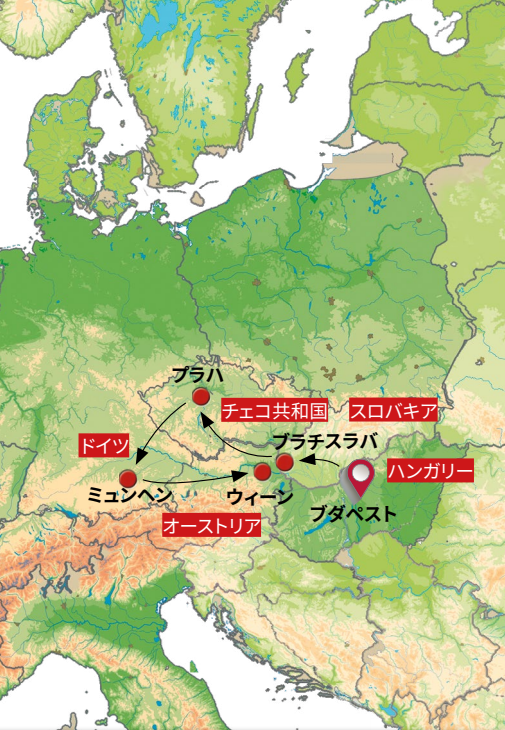 プラハ
チェコ共和国
スロバキア
ドイツ
ブラチスラバ
ハンガリー
ミュンヘン
ウィーン
ブダペスト
オーストリア